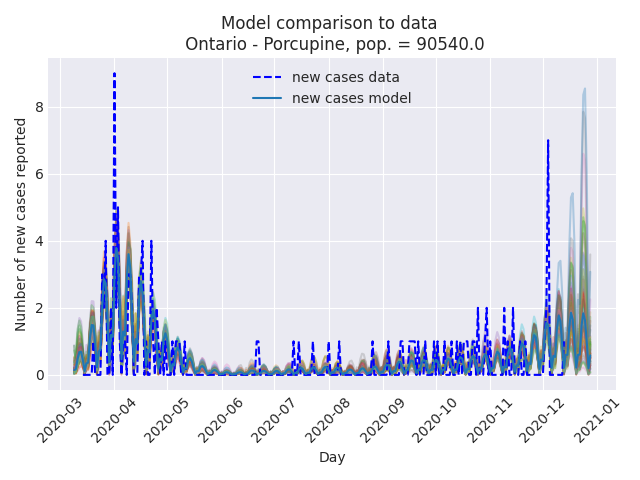 Model comparison to data
Ontario - Porcupine, pop. = 90540.0
new cases data
new cases model
Number of new cases reported
8
6
4
2
0
2020-03
2020-04
2020-05
2020-06
2020-07
2020-08
2020-09
2020-10
2020-11
2020-12
2021-01
Day